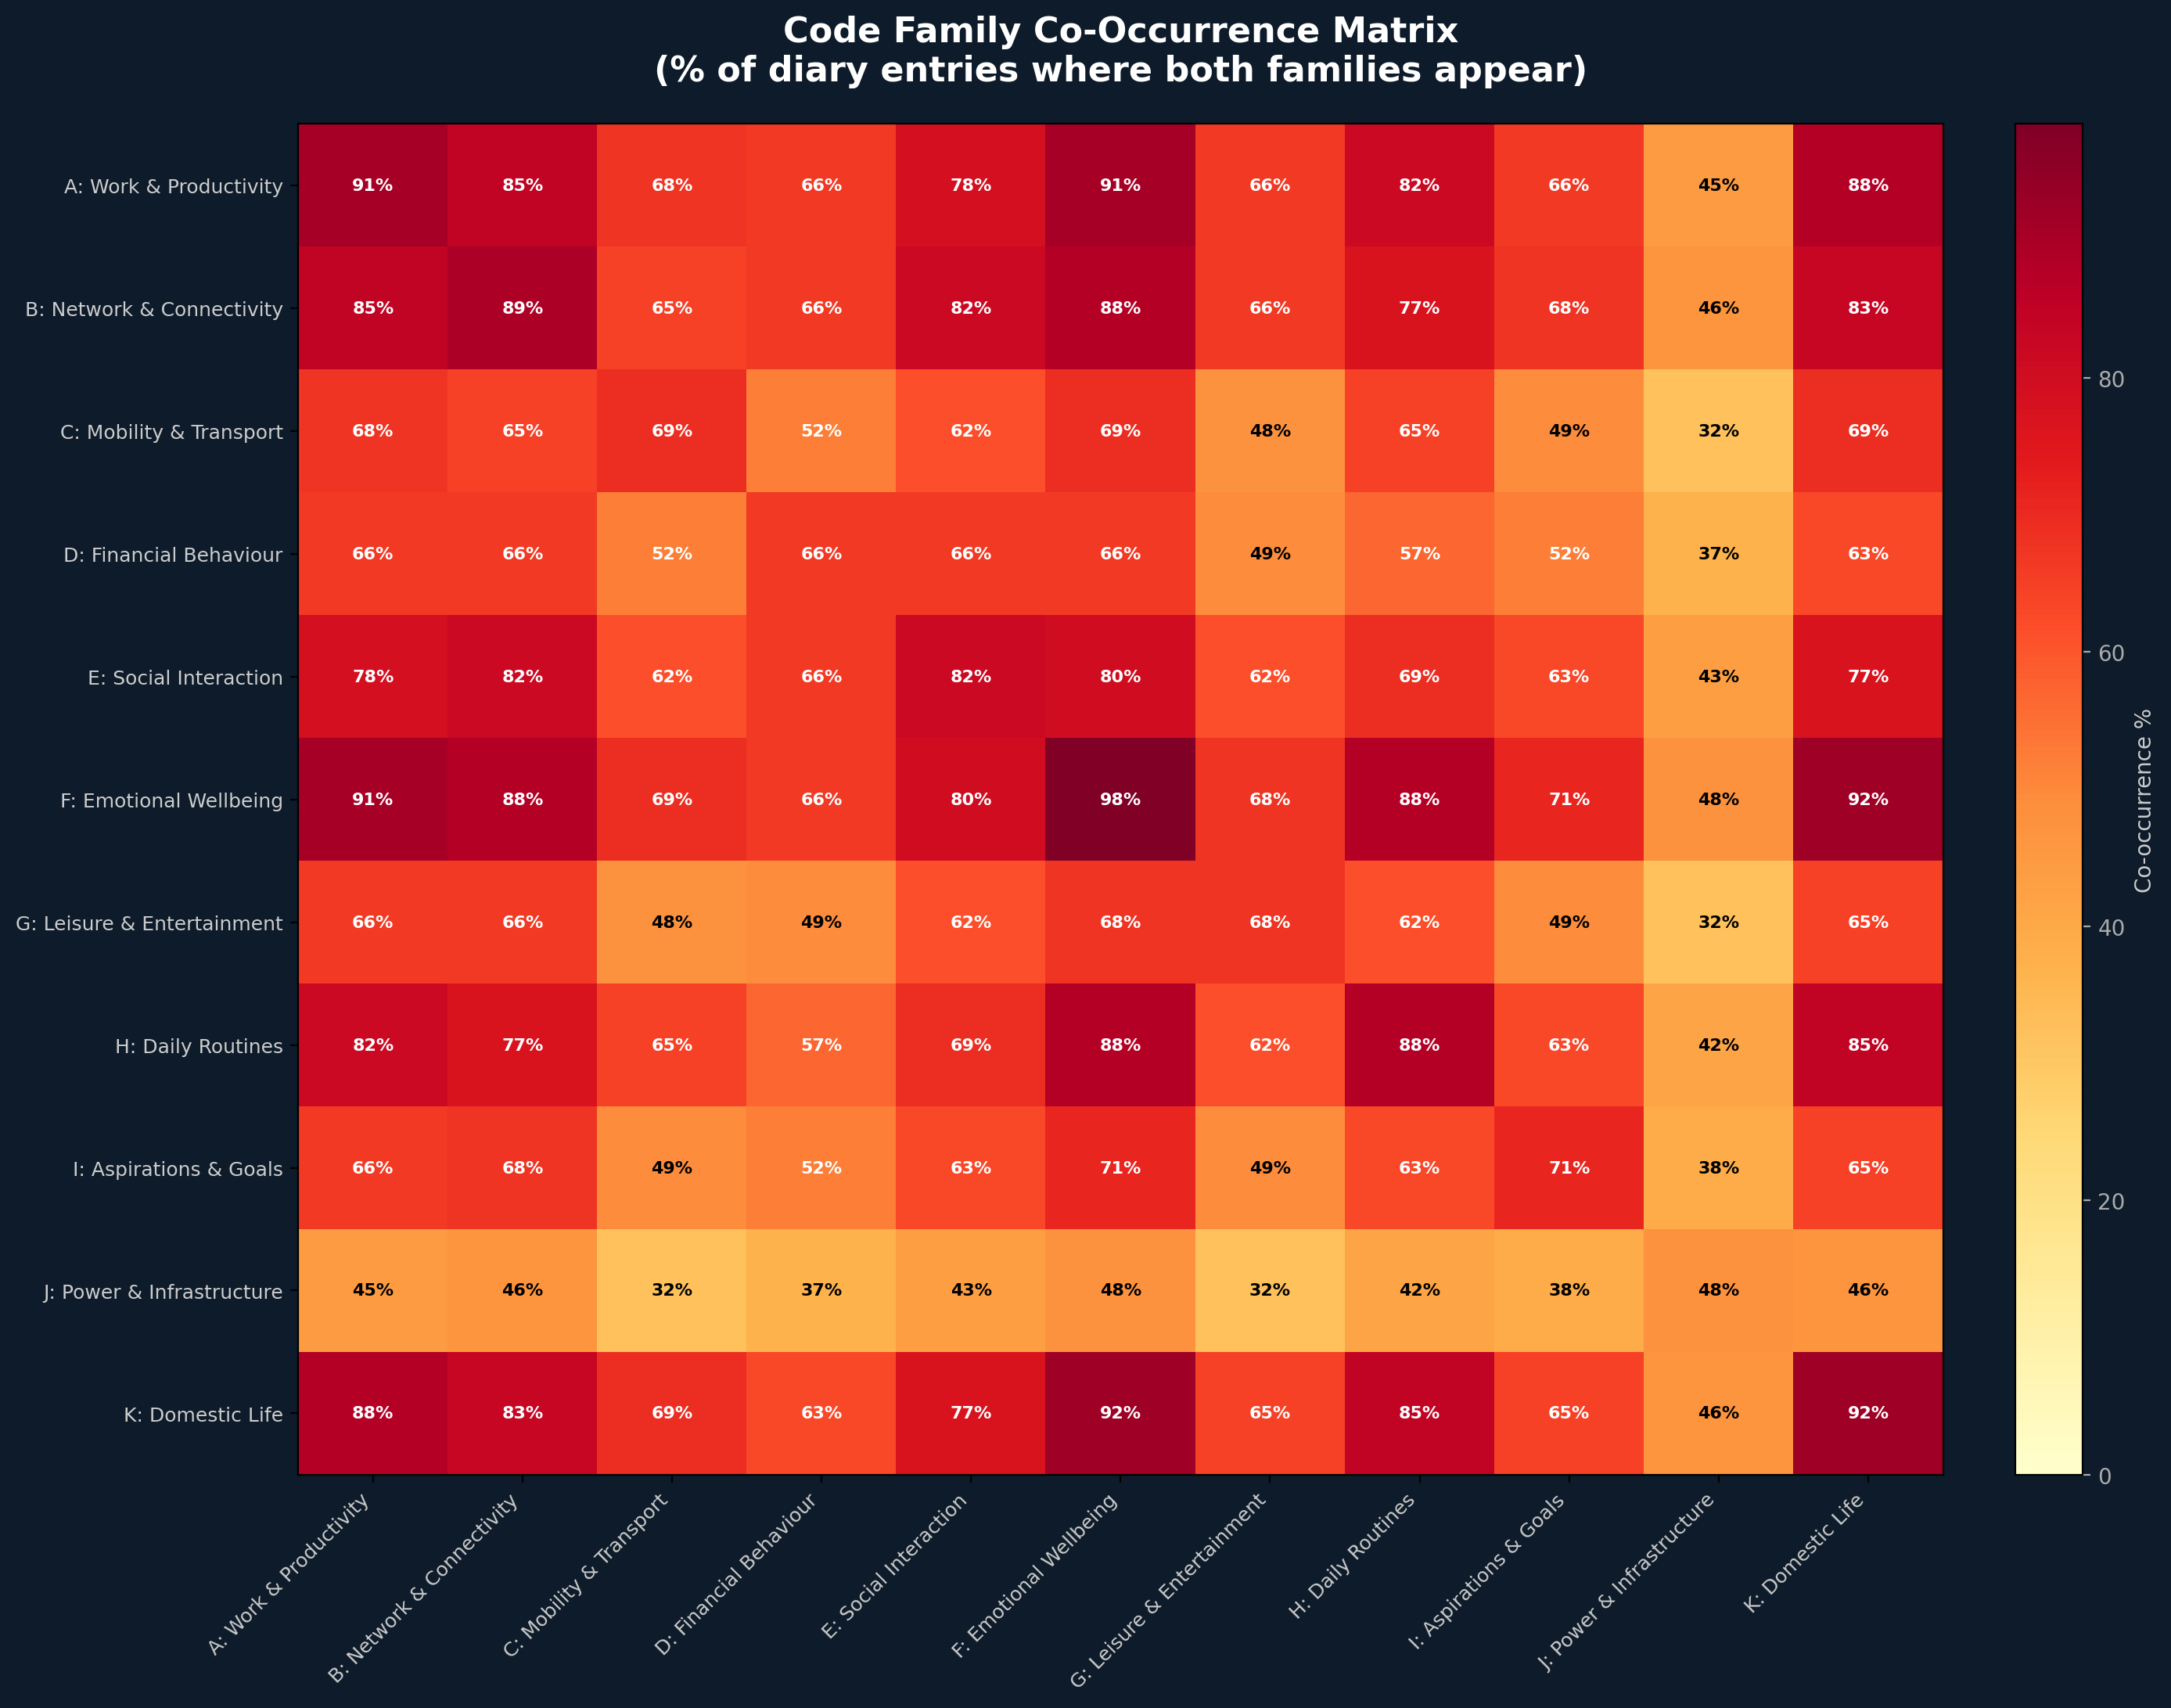 Code Family Co-Occurrence Matrix
(% of diary entries where both families appear)
A: Work & Productivity 91% 85% 68% 66% 78% 91% 66% 82% 66% 45% 88%
B: Network & Connectivity 85% 89% 65% 66% 82% 88% 66% 77% 68% 46% 83%
C: Mobility & Transport 68% 65% 69% 52% 62% 69% 48% 65% 49% 32% 69%
D: Financial Behaviour 66% 66% 52% 66% 66% 66% 49% 57% 52% 37% 63%
E: Social Interaction 78% 82% 62% 66% 82% 80% 62% 69% 63% 43% 77%
F: Emotional Wellbeing 91% 88% 69% 66% 80% 98% 68% 88% 71% 48% 92%
G: Leisure & Entertainment 66% 66% 48% 49% 62% 68% 68% 62% 49% 32% 65%
H: Daily Routines 82% 77% 65% 57% 69% 88% 62% 88% 63% 42% 85%
I: Aspirations & Goals 66% 68% 49% 52% 63% 71% 49% 63% 71% 38% 65%
J: Power & Infrastructure 45% 46% 32% 37% 43% 48% 32% 42% 38% 48% 46%
K: Domestic Life 88% 83% 69% 63% 77% 92% 65% 85% 65% 46% 92%
A: Work & Productivity
B: Network & Connectivity
C: Mobility & Transport
D: Financial Behaviour
E: Social Interaction
F: Emotional Wellbeing
G: Leisure & Entertainment
H: Daily Routines
I: Aspirations & Goals
J: Power & Infrastructure
K: Domestic Life
80
60
40
20
0
Co-occurrence %